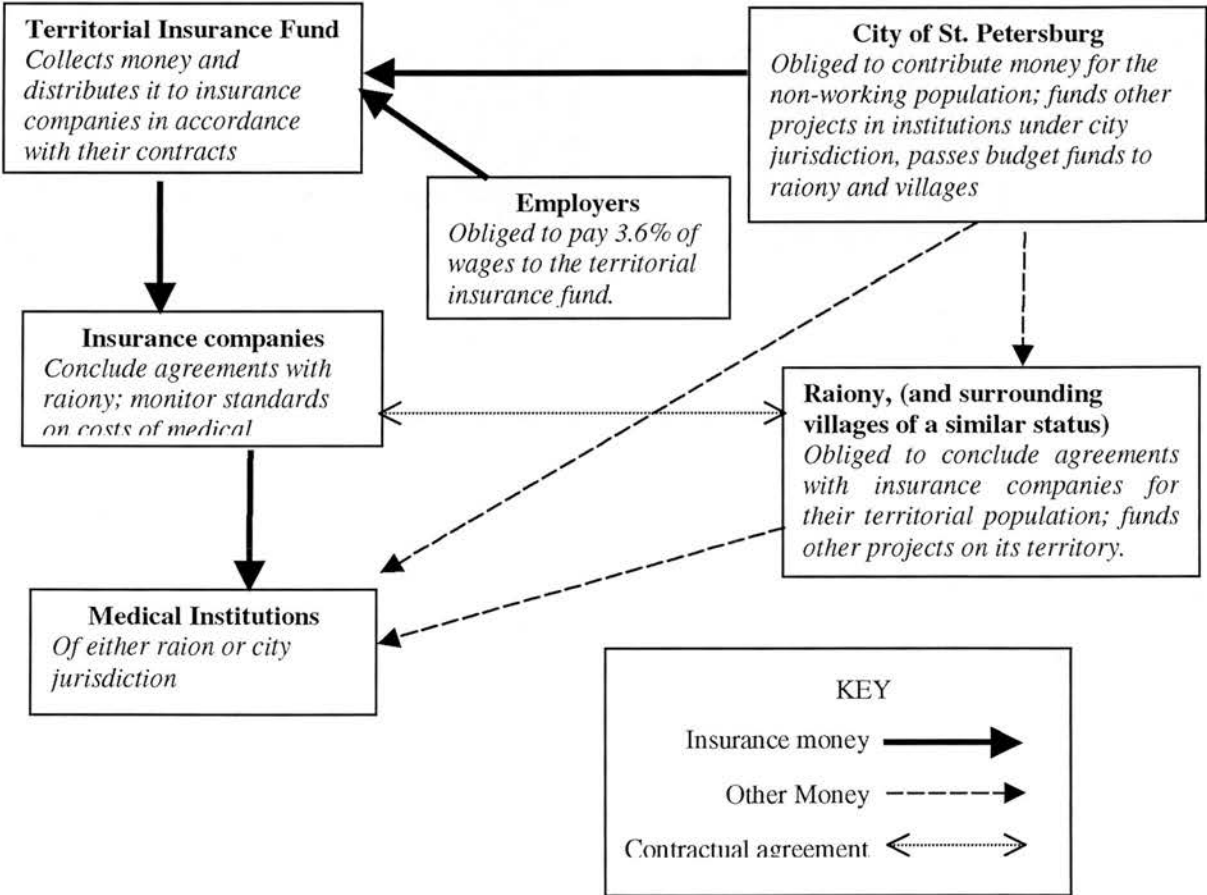 Territorial Insurance Fund
Collects money and
distributes it to insurance
companies in accordance
with their contracts
City of St. Petersburg
Obliged to contribute money for the
non-working population; funds other
projects in institutions under city
jurisdiction, passes budget funds to
raiony and villages
Employers
Obliged to pay 3.6% of
wages to the territorial
insurance fund.
Insurance companies
Conclude agreements with
raiony; monitor standards
on costs of medical
Raiony, (and surrounding
villages of a similar status)
Obliged to conclude agreements
with insurance companies for
their territorial population; funds
other projects on its territory.
Medical Institutions
Of either raion or city
jurisdiction
KEY
Insurance money
Other Money
Contractual agreement